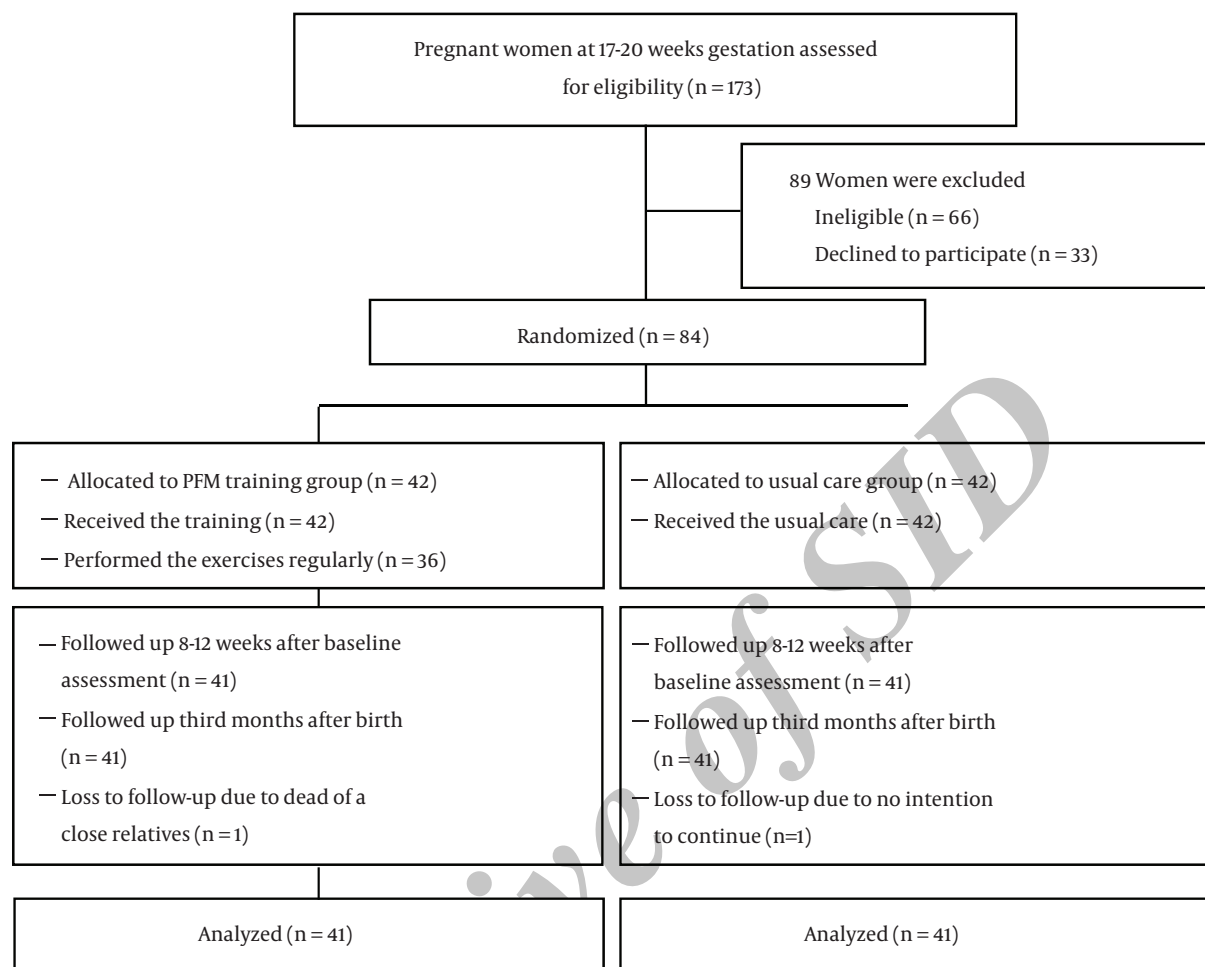 Pregnant women at 17-20 weeks gestation assessed
for eligibility (n = 173)
89 Women were excluded
Ineligible (n = 66)
Declined to participate (n = 33)
Randomized (n = 84)
— Allocated to PFM training group (n = 42)
— Received the training (n = 42)
— Performed the exercises regularly (n = 36)
— Allocated to usual care group (n = 42)
— Received the usual care (n = 42)
— Followed up 8-12 weeks after baseline
assessment (n = 41)
— Followed up third months after birth
(n = 41)
— Loss to follow-up due to dead of a
close relatives (n = 1)
— Followed up 8-12 weeks after
baseline assessment (n = 41)
— Followed up third months after birth
(n = 41)
— Loss to follow-up due to no intention
to continue (n=1)
Analyzed (n = 41)
Analyzed (n = 41)
ive of SID